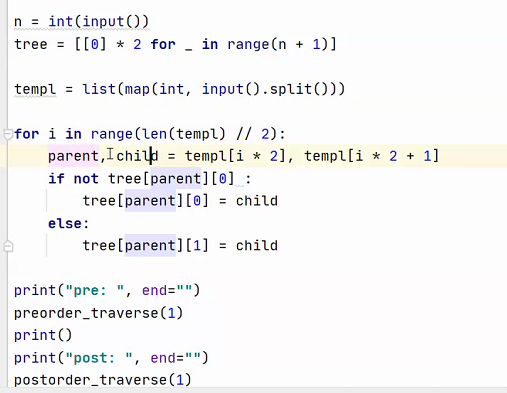 n = int(input())
tree = [[0] * 2 for _ in range(n + 1)]
templ = list(map(int, input().split()))
for i in range(len(templ) // 2):
    parent, child = templ[i * 2], templ[i * 2 + 1]
    if not tree[parent][0] :
        tree[parent][0] = child
    else:
        tree[parent][1] = child
print("pre: ", end="")
preorder_traverse(1)
print()
print("post: ", end="")
postorder_traverse(1)